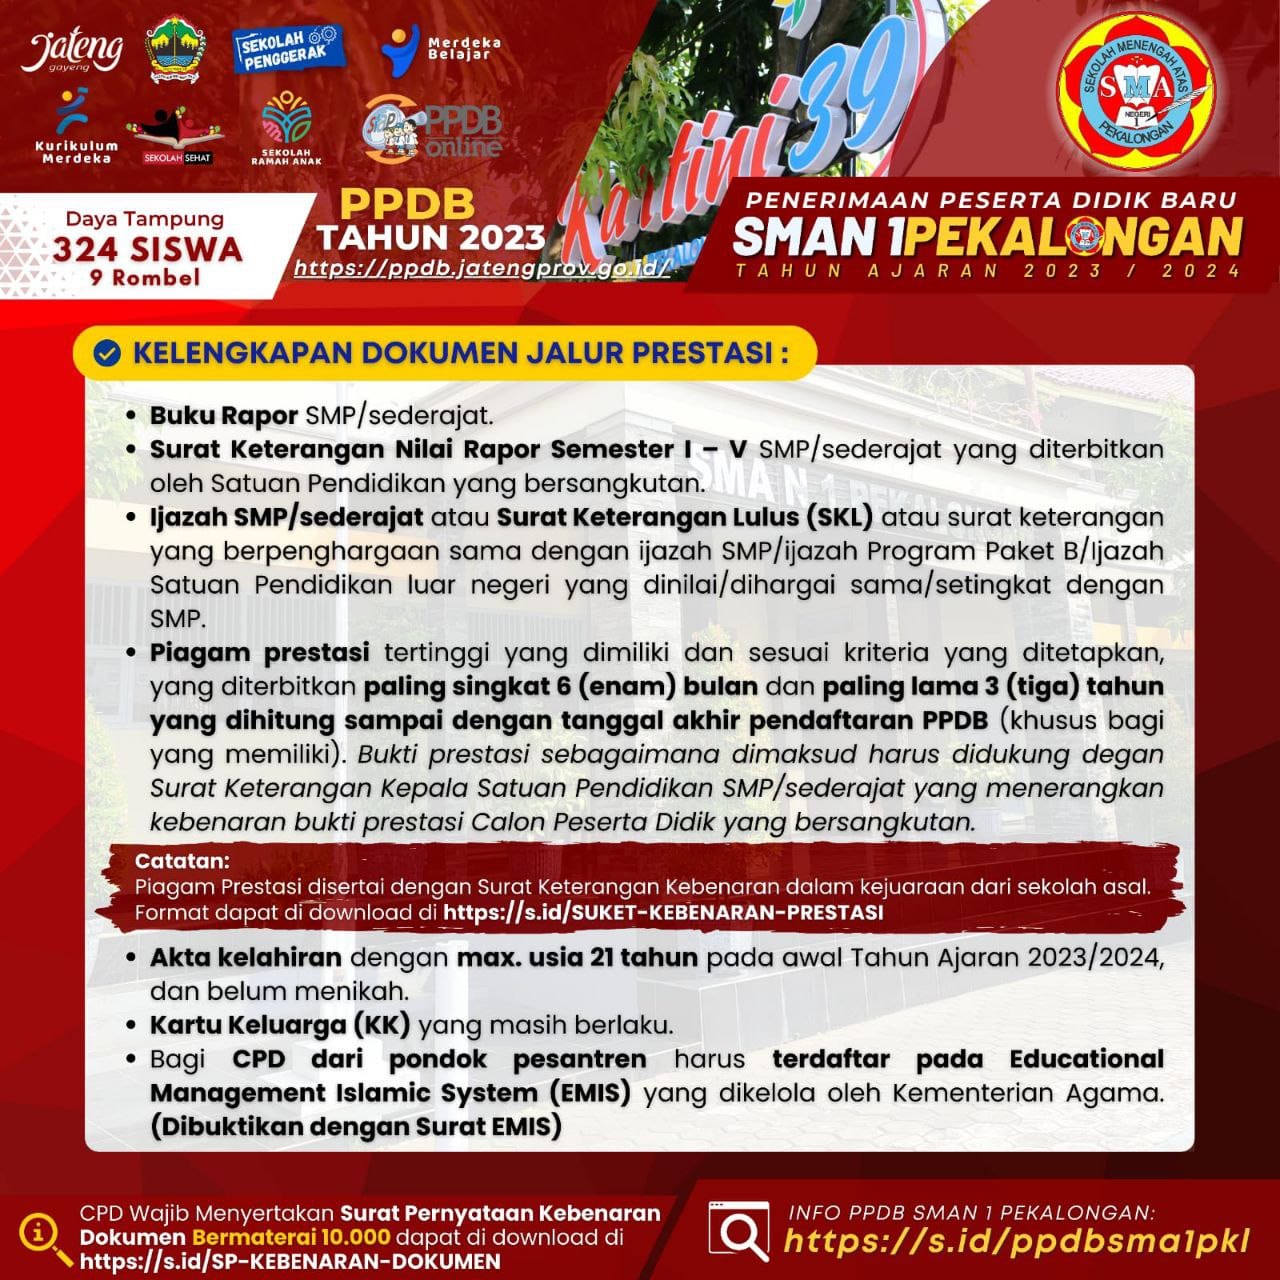 Jateng
gayeng
SEKOLAH
PENGGERAK
Merdeka
Belajar
Kurikulum
Merdeka
SEKOLAH SEHAT
SEKOLAH
RAMAH ANAK
SIAP
PPDB
online
Kartini 39
PEKALO
SEKOLAH MENENGAH ATAS
SMA
NEGERI
1
PEKALONGAN
Daya Tampung
324 SISWA
9 Rombel
PPDB
TAHUN 2023
https://ppdb.jatengprov.go.id/
PENERIMAAN PESERTA DIDIK BARU
SMAN 1PEKALONGAN
TAHUN AJARAN 2023 / 2024
KELENGKAPAN DOKUMEN JALUR PRESTASI :
• Buku Rapor SMP/sederajat.
• Surat Keterangan Nilai Rapor Semester I – V SMP/sederajat yang diterbitkan
oleh Satuan Pendidikan yang bersangkutan.
SMA N 1 PEKALONGAN
• Ijazah SMP/sederajat atau Surat Keterangan Lulus (SKL) atau surat keterangan
yang berpenghargaan sama dengan ijazah SMP/ijazah Program Paket B/Ijazah
Satuan Pendidikan luar negeri yang dinilai/dihargai sama/setingkat dengan
SMP.
• Piagam prestasi tertinggi yang dimiliki dan sesuai kriteria yang ditetapkan,
yang diterbitkan paling singkat 6 (enam) bulan dan paling lama 3 (tiga) tahun
yang dihitung sampai dengan tanggal akhir pendaftaran PPDB (khusus bagi
yang memiliki). Bukti prestasi sebagaimana dimaksud harus didukung degan
Surat Keterangan Kepala Satuan Pendidikan SMP/sederajat yang menerangkan
kebenaran bukti prestasi Calon Peserta Didik yang bersangkutan.
Catatan:
Piagam Prestasi disertai dengan Surat Keterangan Kebenaran dalam kejuaraan dari sekolah asal.
Format dapat di download di https://s.id/SUKET-KEBENARAN-PRESTASI
• Akta kelahiran dengan max. usia 21 tahun pada awal Tahun Ajaran 2023/2024,
dan belum menikah.
• Kartu Keluarga (KK) yang masih berlaku.
• Bagi CPD dari pondok pesantren harus terdaftar pada Educational
Management Islamic System (EMIS) yang dikelola oleh Kementerian Agama.
(Dibuktikan dengan Surat EMIS)
CPD Wajib Menyertakan Surat Pernyataan Kebenaran
Dokumen Bermaterai 10.000 dapat di download di
https://s.id/SP-KEBENARAN-DOKUMEN
INFO PPDB SMAN 1 PEKALONGAN:
https://s.id/ppdbsma1pkl